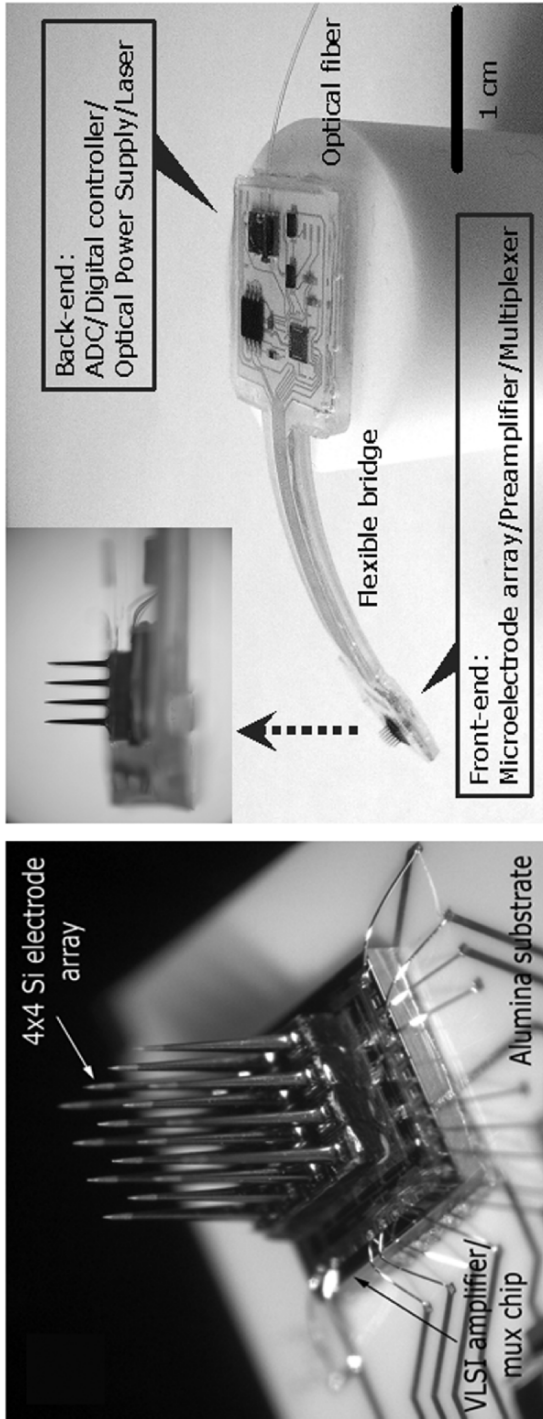 4x4 Si electrode
array
VLSI amplifier/
mux chip
Alumina substrate
Back-end:
ADC/Digital controller/
Optical Power Supply/Laser
Optical fiber
Flexible bridge
1 cm
Front-end:
Microelectrode array/Preamplifier/Multiplexer